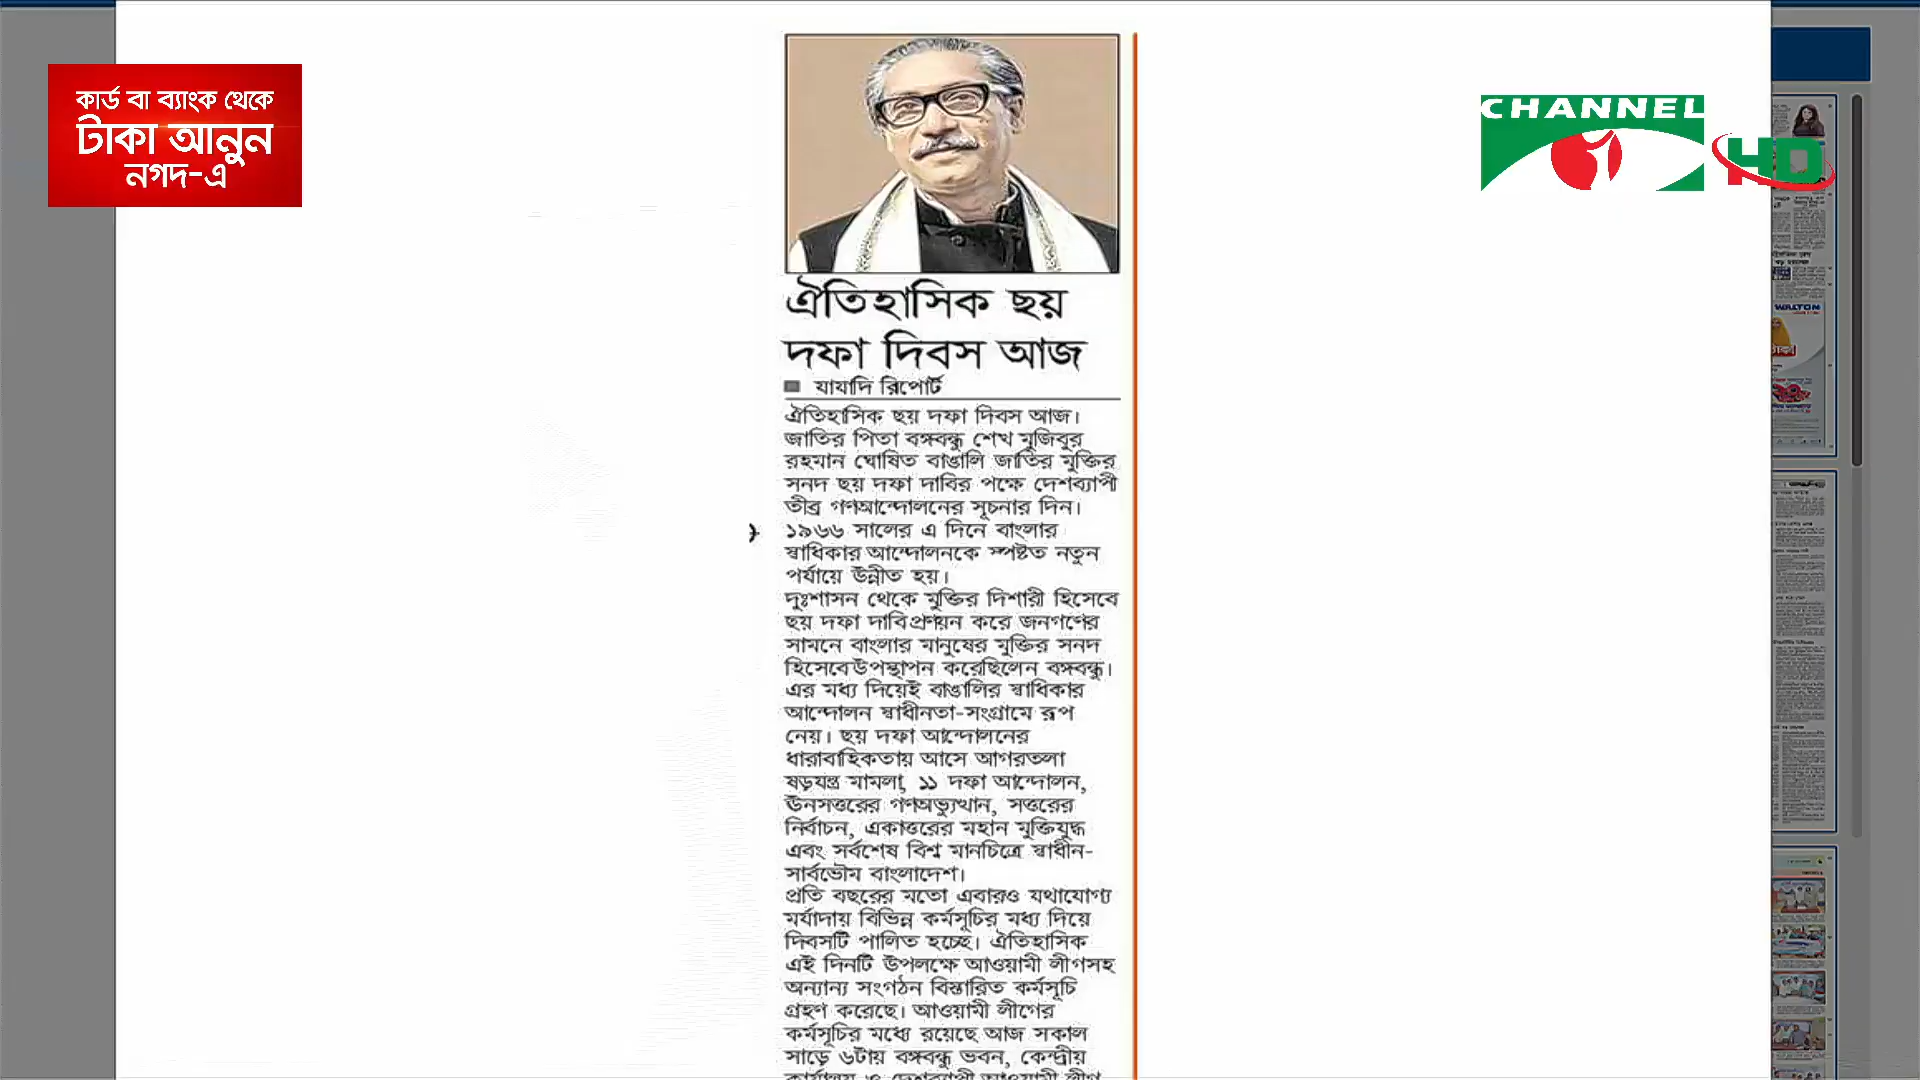 কার্ড বা ব্যাংক থেকে
টাকা আনুন
নগদ-এ
CHANNEL
HD
WALTON
ঐতিহাসিক ছয়
দফা দিবস আজ
যাযাদি রিপোর্ট
ঐতিহাসিক ছয় দফা দিবস আজ।
জাতির পিতা বঙ্গবন্ধু শেখ মুজিবুর
রহমান ঘোষিত বাঙালি জাতির মুক্তির
সনদ ছয় দফা দাবির পক্ষে দেশব্যাপী
তীব্র গণআন্দোলনের সূচনার দিন।
১৯৬৬ সালের এ দিনে বাংলার
স্বাধিকার আন্দোলনকে স্পষ্টত নতুন
পর্যায়ে উন্নীত হয়।
দুঃশাসন থেকে মুক্তির দিশারী হিসেবে
ছয় দফা দাবি প্রণয়ন করে জনগণের
সামনে বাংলার মানুষের মুক্তির সনদ
হিসেবে উপস্থাপন করেছিলেন বঙ্গবন্ধু।
এর মধ্য দিয়েই বাঙালির স্বাধিকার
আন্দোলন স্বাধীনতা-সংগ্রামে রূপ
নেয়। ছয় দফা আন্দোলনের
ধারাবাহিকতায় আসে আগরতলা
ষড়যন্ত্র মামলা, ১১ দফা আন্দোলন,
ঊনসত্তরের গণঅভ্যুত্থান, সত্তরের
নির্বাচন, একাত্তরের মহান মুক্তিযুদ্ধ
এবং সর্বশেষ বিশ্ব মানচিত্রে স্বাধীন-
সার্বভৌম বাংলাদেশ।
প্রতি বছরের মতো এবারও যথাযোগ্য
মর্যাদায় বিভিন্ন কর্মসূচির মধ্য দিয়ে
দিবসটি পালিত হচ্ছে। ঐতিহাসিক
এই দিনটি উপলক্ষে আওয়ামী লীগসহ
অন্যান্য সংগঠন বিস্তারিত কর্মসূচি
গ্রহণ করেছে। আওয়ামী লীগের
কর্মসূচির মধ্যে রয়েছে আজ সকাল
সাড়ে ৬টায় বঙ্গবন্ধু ভবন, কেন্দ্রীয়
কার্যালয় ও দেশব্যাপী আওয়ামী লীগ